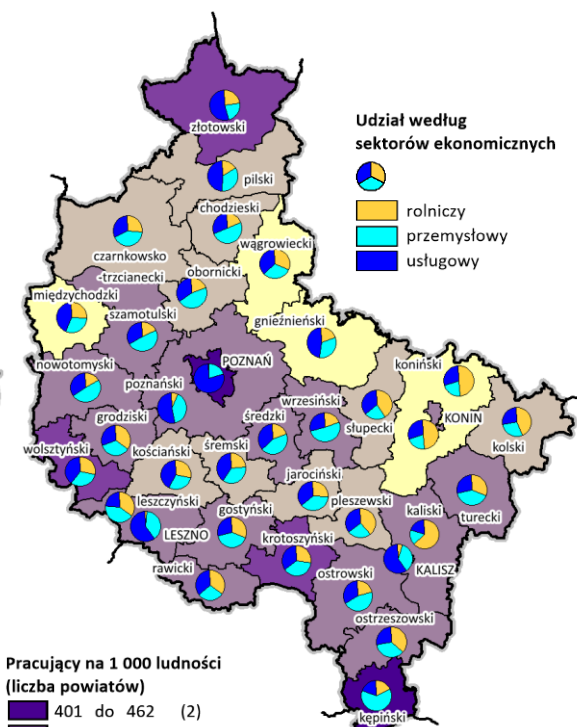 złotowski
Udział według
sektorów ekonomicznych
pilski
rolniczy
chodzieski
przemysłowy
wągrowiecki
usługowy
czarnkowsko
-trzcianecki
obornicki
międzychodzki
samotulski
gnieźnieński
koniński
nowotomyski
POZNAŃ
poznański
wrzesiński
KONIN
grodziski
średzki
słupecki
kolski
wolsztyński
kościański
śremski
jarociński
leszczyński
pleszewski
kaliski
turecki
gostyński
LESZNO
krotoszyński
rawicki
ostrowski
KALISZ
ostrzeszowski
Pracujący na 1 000 ludności
(liczba powiatów)
401 do 462 (2)
kępiński